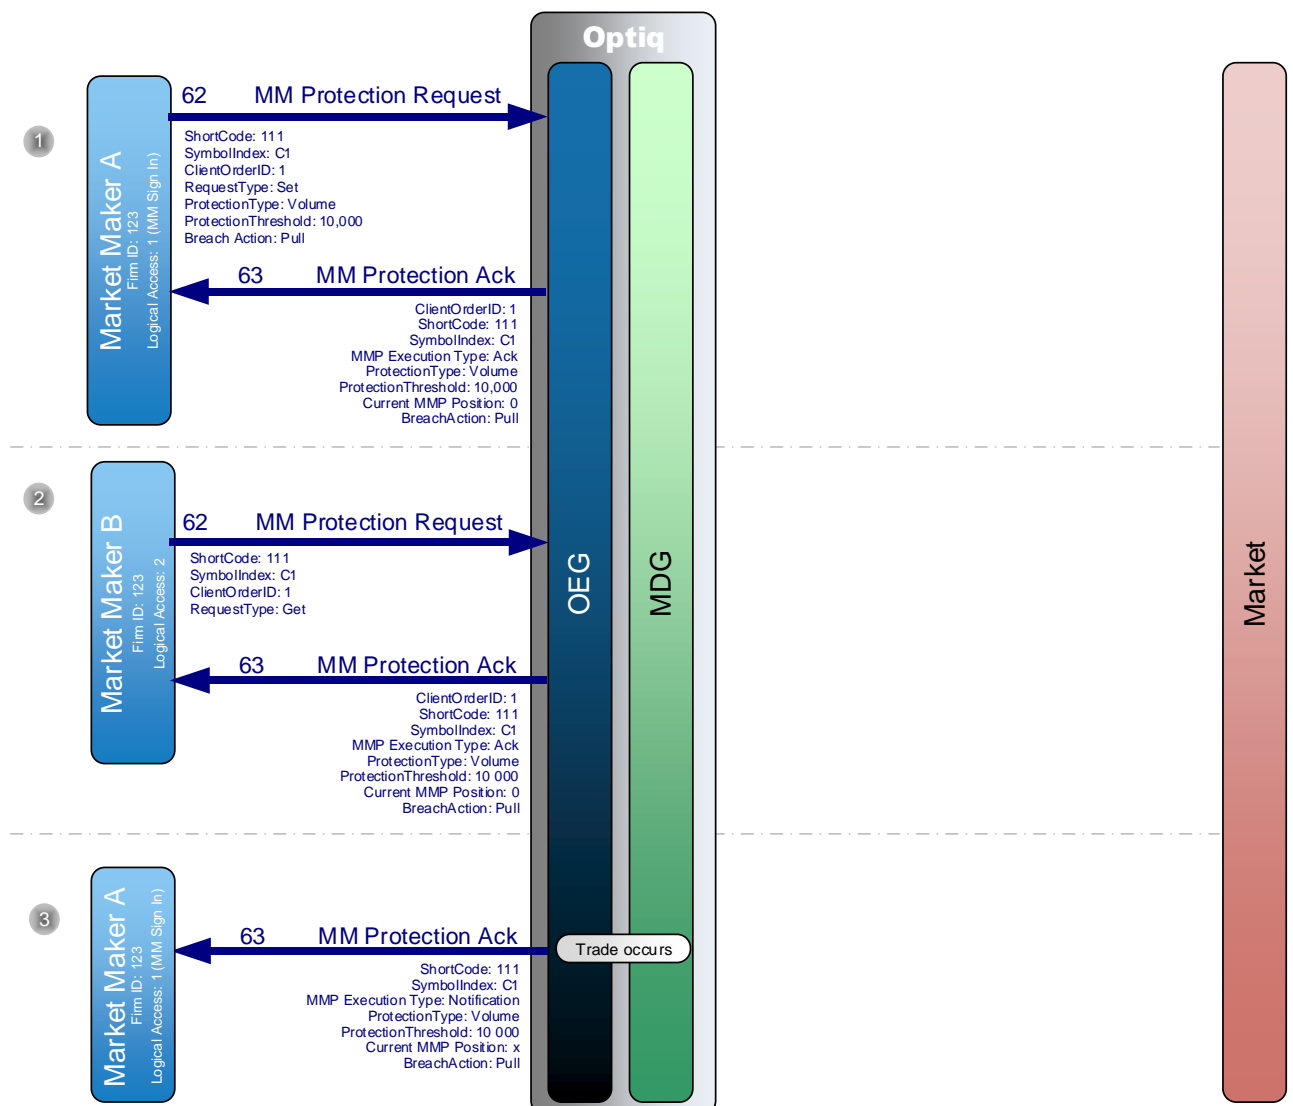 Optiq
1
Market Maker A
Firm ID: 123
Logical Access: 1 (MM Sign In)
62 MM Protection Request
ShortCode: 111
SymbolIndex: C1
ClientOrderID: 1
RequestType: Set
ProtectionType: Volume
ProtectionThreshold: 10,000
Breach Action: Pull
63 MM Protection Ack
ClientOrderID: 1
ShortCode: 111
SymbolIndex: C1
MMP Execution Type: Ack
ProtectionType: Volume
ProtectionThreshold: 10,000
Current MMP Position: 0
BreachAction: Pull
2
Market Maker B
Firm ID: 123
Logical Access: 2
62 MM Protection Request
ShortCode: 111
SymbolIndex: C1
ClientOrderID: 1
RequestType: Get
63 MM Protection Ack
ClientOrderID: 1
ShortCode: 111
SymbolIndex: C1
MMP Execution Type: Ack
ProtectionType: Volume
ProtectionThreshold: 10 000
Current MMP Position: 0
BreachAction: Pull
OEG
MDG
Market
3
Market Maker A
Firm ID: 123
Logical Access: 1 (MM Sign In)
63 MM Protection Ack
Trade occurs
ShortCode: 111
SymbolIndex: C1
MMP Execution Type: Notification
ProtectionType: Volume
ProtectionThreshold: 10 000
Current MMP Position: x
BreachAction: Pull